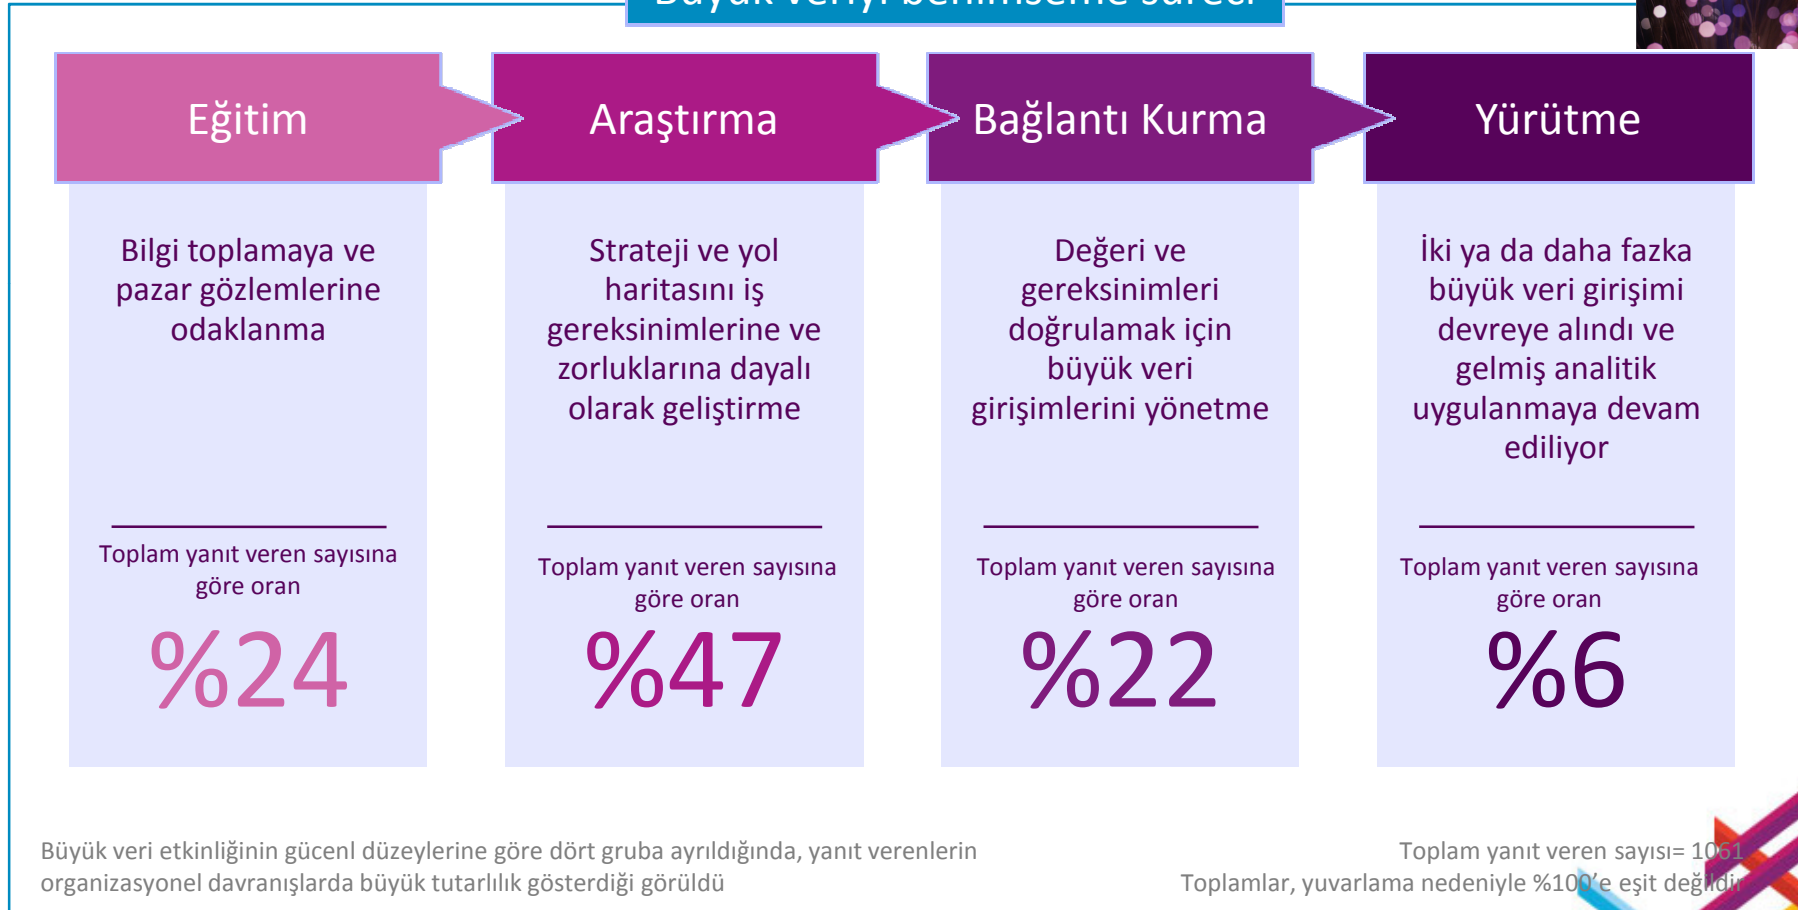 Büyük veriyi benimseme süreci
Eğitim
Araştırma
Bağlantı Kurma
Yürütme
Bilgi toplamaya ve
pazar gözlemlerine
odaklanma
Strateji ve yol
haritasını iş
gereksinimlerine ve
zorluklarına dayalı
olarak geliştirme
Değeri ve
gereksinimleri
doğrulamak için
büyük veri
girişimlerini yönetme
İki ya da daha fazka
büyük veri girişimi
devreye alındı ve
gelmiş analitik
uygulanmaya devam
ediliyor
Toplam yanıt veren sayısına
göre oran
%24
Toplam yanıt veren sayısına
göre oran
%47
Toplam yanıt veren sayısına
göre oran
%22
Toplam yanıt veren sayısına
göre oran
%6
Büyük veri etkinliğinin gücenl düzeylerine göre dört gruba ayrıldığında, yanıt verenlerin
organizasyonel davranışlarda büyük tutarlılık gösterdiği görüldü
Toplam yanıt veren sayısı= 1061
Toplamlar, yuvarlama nedeniyle %100'e eşit değildir